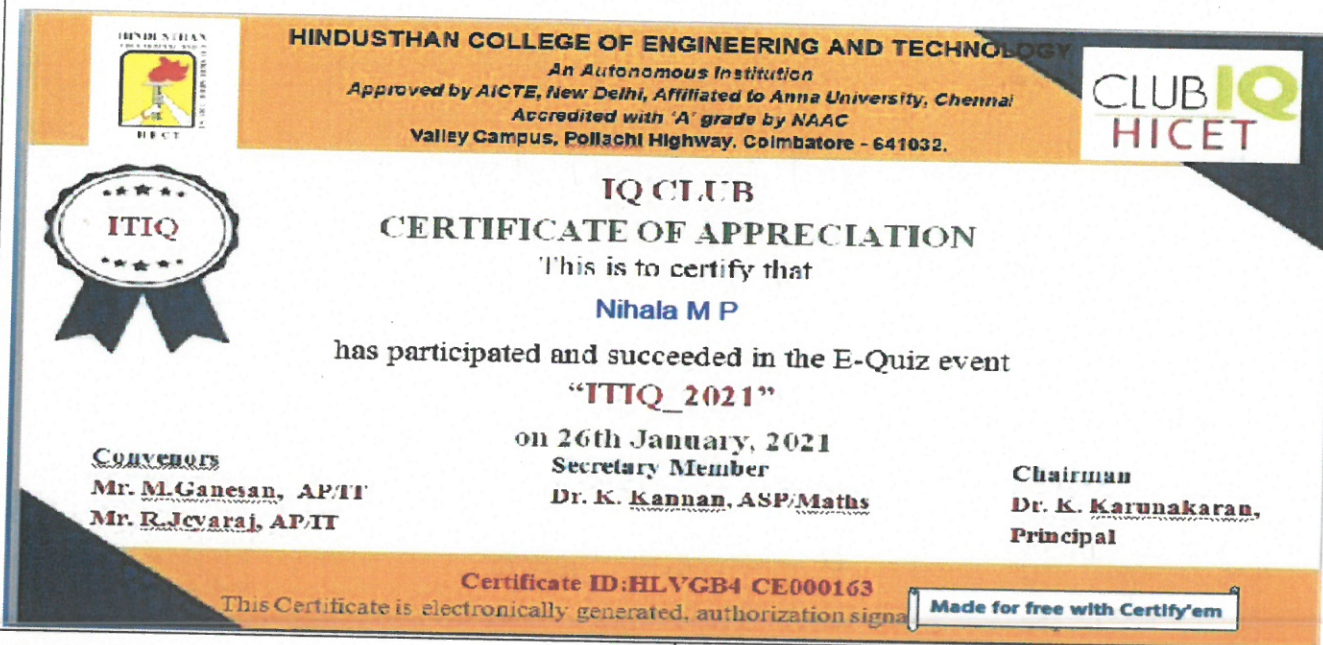 HINDUSTHAN
HINDUSTHAN COLLEGE OF ENGINEERING AND TECHNOLOGY
An Autonomous Institution
Approved by AICTE, New Delhi, Affiliated to Anna University, Chennai
Accredited with 'A' grade by NAAC
Valley Campus, Pollachi Highway, Coimbatore - 641032.
CLUB IQ
HICET
ITIQ
IQ CLUB
CERTIFICATE OF APPRECIATION
This is to certify that
Nihala M P
has participated and succeeded in the E-Quiz event
“ITIQ_2021”
on 26th January, 2021
Convenors
Mr. M.Ganesan, AP/IT
Mr. R.Jeyaraj, AP/IT
Secretary Member
Dr. K. Kannan, ASP/Maths
Chairman
Dr. K. Karunakaran,
Principal
Certificate ID:HLVGB4 CE000163
This Certificate is electronically generated, authorization
Made for free with Certify'em